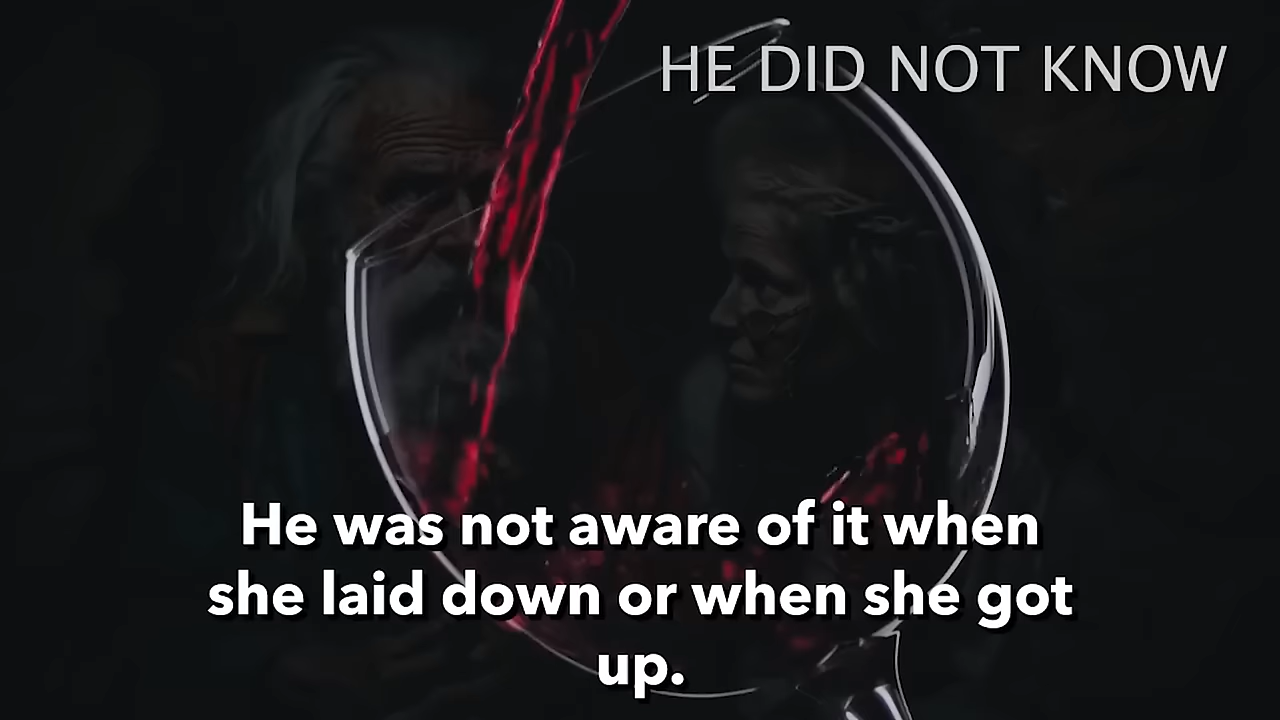 HE DID NOT KNOW
He was not aware of it when
she laid down or when she got
up.